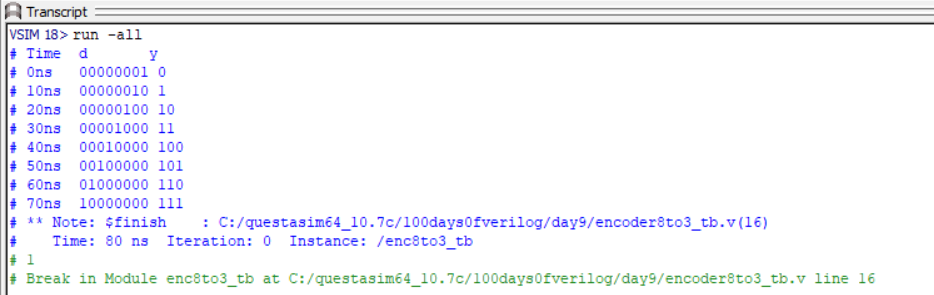 Transcript
VSIM 18> run -all
# Time  d        y
# 0ns   00000001 0
# 10ns  00000010 1
# 20ns  00000100 10
# 30ns  00001000 11
# 40ns  00010000 100
# 50ns  00100000 101
# 60ns  01000000 110
# 70ns  10000000 111
# ** Note: $finish    : C:/questasim64_10.7c/100days0fverilog/day9/encoder8to3_tb.v(16)
#    Time: 80 ns  Iteration: 0  Instance: /enc8to3_tb
# 1
# Break in Module enc8to3_tb at C:/questasim64_10.7c/100days0fverilog/day9/encoder8to3_tb.v line 16